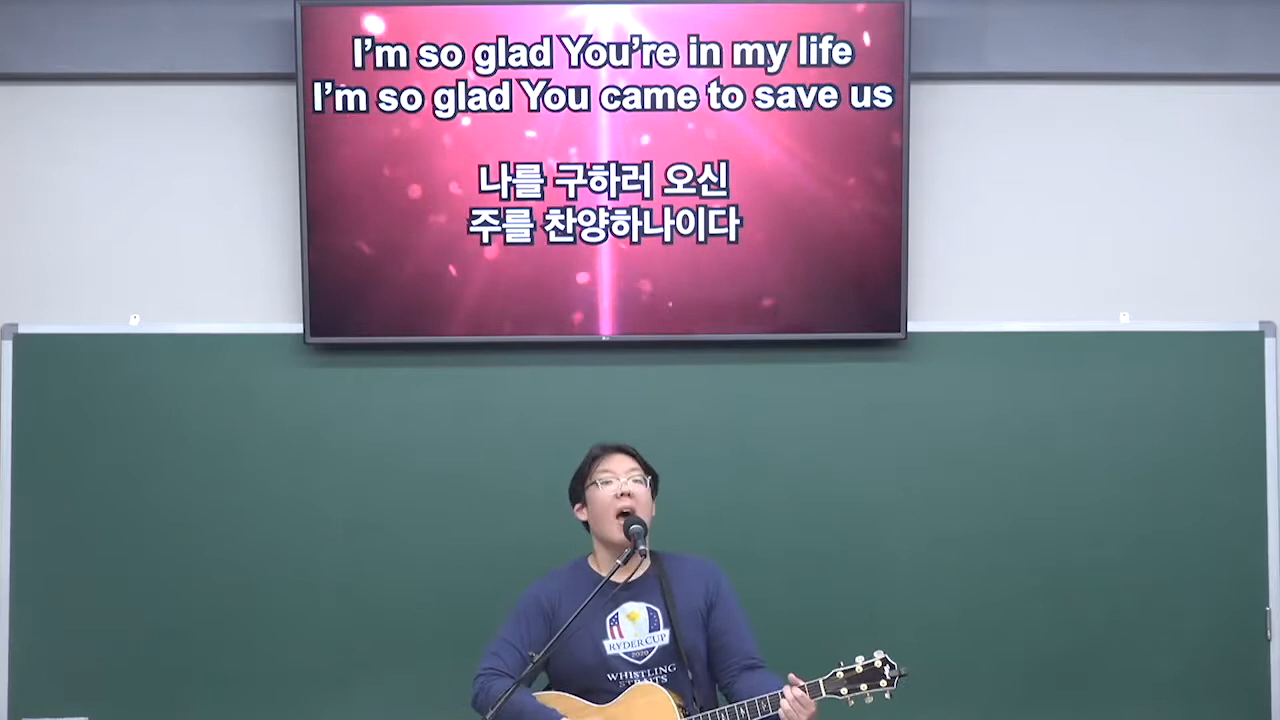 I'm so glad You're in my life
I'm so glad You came to save us
나를 구하러 오신
주를 찬양하나이다
RYDER CUP
2020
WHISTLING
STRAITS